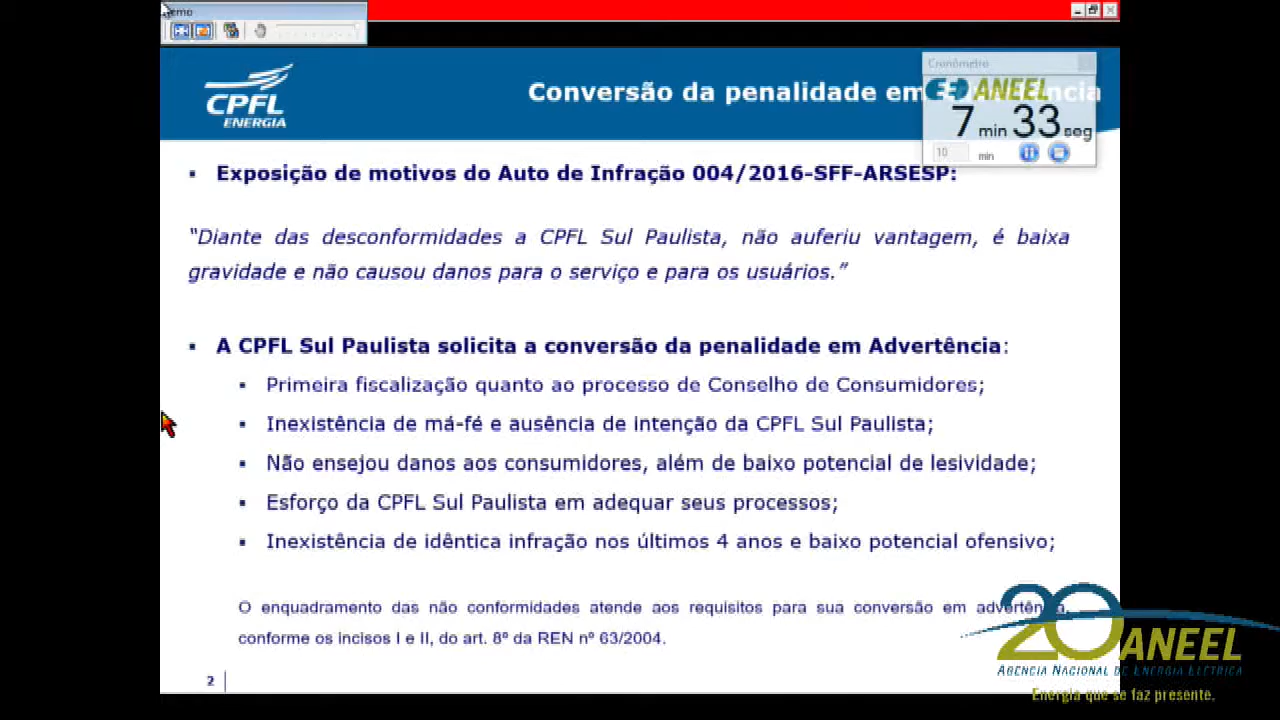 emo
CPFL
ENERGIA
Conversão da penalidade em
Cronômetro
ANEEL
7 min 33 seg
10 min
▪ Exposição de motivos do Auto de Infração 004/2016-SFF-ARSESP:
“Diante das desconformidades a CPFL Sul Paulista, não auferiu vantagem, é baixa
gravidade e não causou danos para o serviço e para os usuários.”
▪ A CPFL Sul Paulista solicita a conversão da penalidade em Advertência:
▪ Primeira fiscalização quanto ao processo de Conselho de Consumidores;
▪ Inexistência de má-fé e ausência de intenção da CPFL Sul Paulista;
▪ Não ensejou danos aos consumidores, além de baixo potencial de lesividade;
▪ Esforço da CPFL Sul Paulista em adequar seus processos;
▪ Inexistência de idêntica infração nos últimos 4 anos e baixo potencial ofensivo;
O enquadramento das não conformidades atende aos requisitos para sua conversão em advertência,
conforme os incisos I e II, do art. 8º da REN nº 63/2004.
2
20 ANEEL
AGÊNCIA NACIONAL DE ENERGIA ELÉTRICA
Energia que se faz presente.